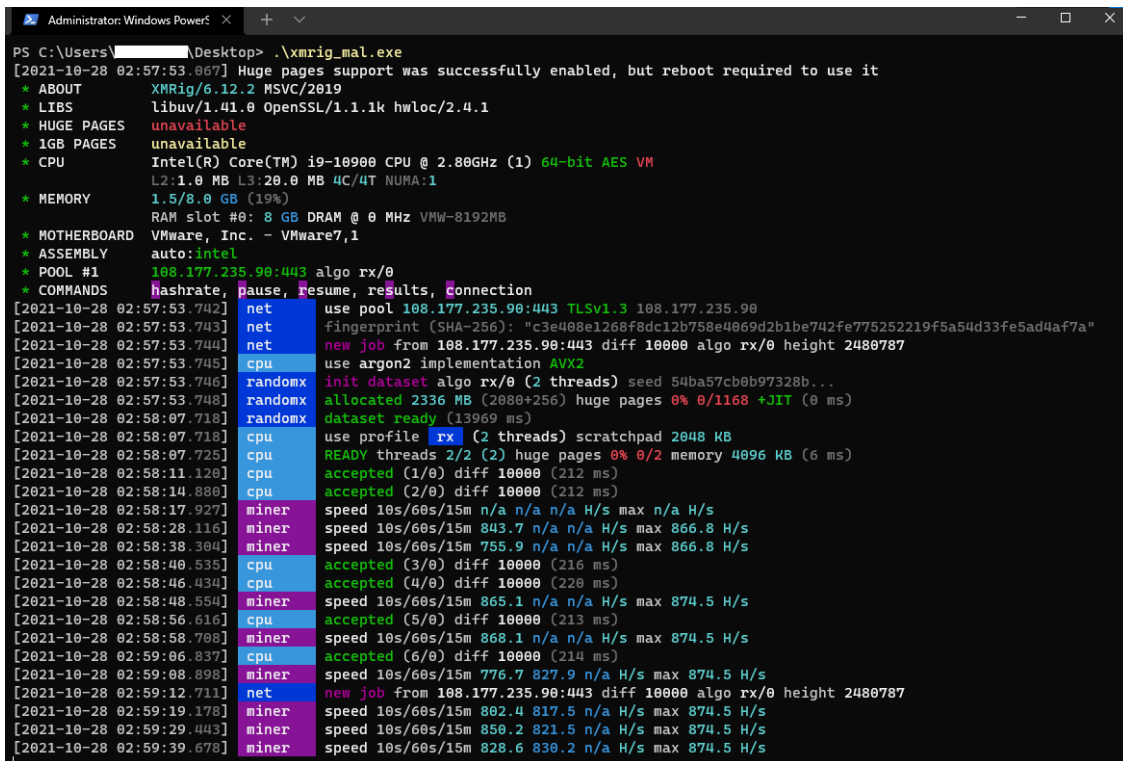 Administrator: Windows PowerS
PS C:\Users\ \Desktop> .\xmrig_mal.exe
[2021-10-28 02:57:53.067] Huge pages support was successfully enabled, but reboot required to use it
* ABOUT XMRig/6.12.2 MSVC/2019
* LIBS libuv/1.41.0 OpenSSL/1.1.1k hwloc/2.4.1
* HUGE PAGES unavailable
* 1GB PAGES unavailable
* CPU Intel(R) Core(TM) i9-10900 CPU @ 2.80GHz (1) 64-bit AES VM
L2:1.0 MB L3:20.0 MB 4C/4T NUMA:1
* MEMORY 1.5/8.0 GB (19%)
RAM slot #0: 8 GB DRAM @ 0 MHz VMW-8192MB
* MOTHERBOARD VMware, Inc. - VMware7,1
* ASSEMBLY auto:intel
* POOL #1 108.177.235.90:443 algo rx/0
* COMMANDS hashrate, pause, resume, results, connection
[2021-10-28 02:57:53.742] net use pool 108.177.235.90:443 TLSv1.3 108.177.235.90
[2021-10-28 02:57:53.743] net fingerprint (SHA-256): "c3e408e1268f8dc12b758e4069d2b1be742fe775252219f5a54d33fe5ad4af7a"
[2021-10-28 02:57:53.744] net new job from 108.177.235.90:443 diff 10000 algo rx/0 height 2480787
[2021-10-28 02:57:53.745] cpu use argon2 implementation AVX2
[2021-10-28 02:57:53.746] randomx init dataset algo rx/0 (2 threads) seed 54ba57cb0b97328b...
[2021-10-28 02:57:53.748] randomx allocated 2336 MB (2080+256) huge pages 0% 0/1168 +JIT (0 ms)
[2021-10-28 02:58:07.718] randomx dataset ready (13969 ms)
[2021-10-28 02:58:07.718] cpu use profile rx (2 threads) scratchpad 2048 KB
[2021-10-28 02:58:07.725] cpu READY threads 2/2 (2) huge pages 0% 0/2 memory 4096 KB (6 ms)
[2021-10-28 02:58:11.120] cpu accepted (1/0) diff 10000 (212 ms)
[2021-10-28 02:58:14.880] cpu accepted (2/0) diff 10000 (212 ms)
[2021-10-28 02:58:17.927] miner speed 10s/60s/15m n/a n/a n/a H/s max n/a H/s
[2021-10-28 02:58:28.116] miner speed 10s/60s/15m 843.7 n/a n/a H/s max 866.8 H/s
[2021-10-28 02:58:38.304] miner speed 10s/60s/15m 755.9 n/a n/a H/s max 866.8 H/s
[2021-10-28 02:58:40.535] cpu accepted (3/0) diff 10000 (216 ms)
[2021-10-28 02:58:46.434] cpu accepted (4/0) diff 10000 (220 ms)
[2021-10-28 02:58:48.554] miner speed 10s/60s/15m 865.1 n/a n/a H/s max 874.5 H/s
[2021-10-28 02:58:56.616] cpu accepted (5/0) diff 10000 (213 ms)
[2021-10-28 02:58:58.708] miner speed 10s/60s/15m 868.1 n/a n/a H/s max 874.5 H/s
[2021-10-28 02:59:06.837] cpu accepted (6/0) diff 10000 (214 ms)
[2021-10-28 02:59:08.898] miner speed 10s/60s/15m 776.7 827.9 n/a H/s max 874.5 H/s
[2021-10-28 02:59:12.711] net new job from 108.177.235.90:443 diff 10000 algo rx/0 height 2480787
[2021-10-28 02:59:19.178] miner speed 10s/60s/15m 802.4 817.5 n/a H/s max 874.5 H/s
[2021-10-28 02:59:29.443] miner speed 10s/60s/15m 850.2 821.5 n/a H/s max 874.5 H/s
[2021-10-28 02:59:39.678] miner speed 10s/60s/15m 828.6 830.2 n/a H/s max 874.5 H/s